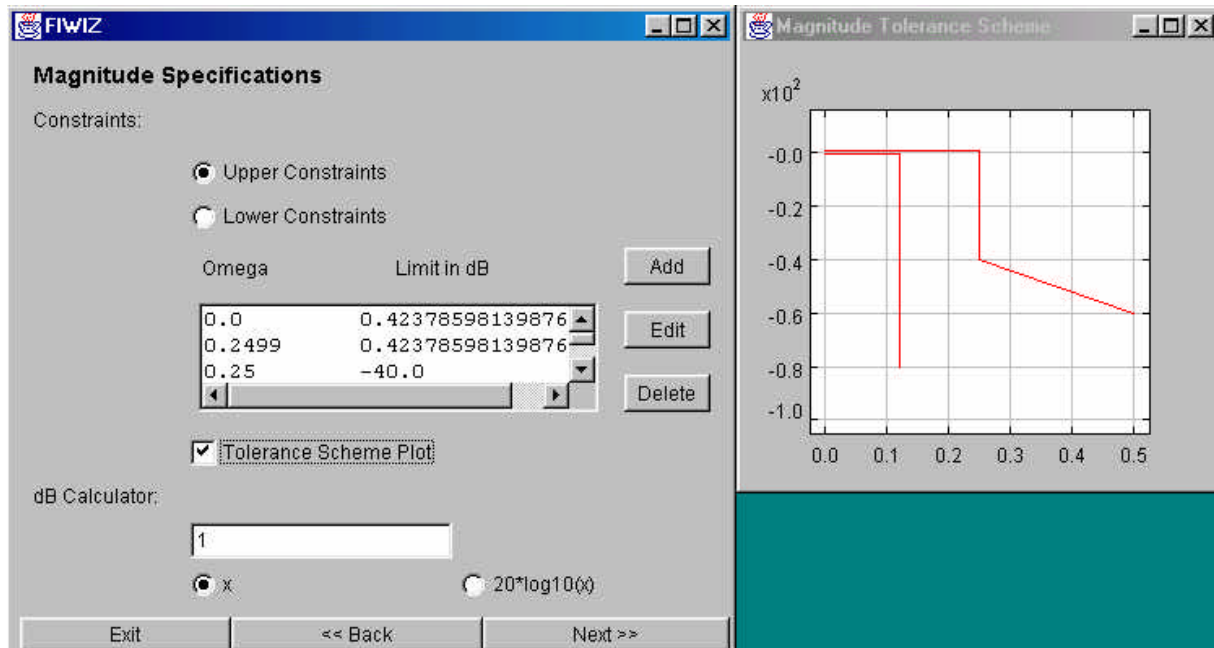 FIWIZ
Magnitude Specifications
Constraints:
Upper Constraints
Lower Constraints
Omega Limit in dB
Add
0.0 0.42378598139876
0.2499 0.42378598139876
0.25 -40.0
Edit
Delete
Tolerance Scheme Plot
dB Calculator:
1
x 20*log10(x)
Exit << Back Next >>
Magnitude Tolerance Scheme
x10^2
-0.0
-0.2
-0.4
-0.6
-0.8
-1.0
0.0 0.1 0.2 0.3 0.4 0.5